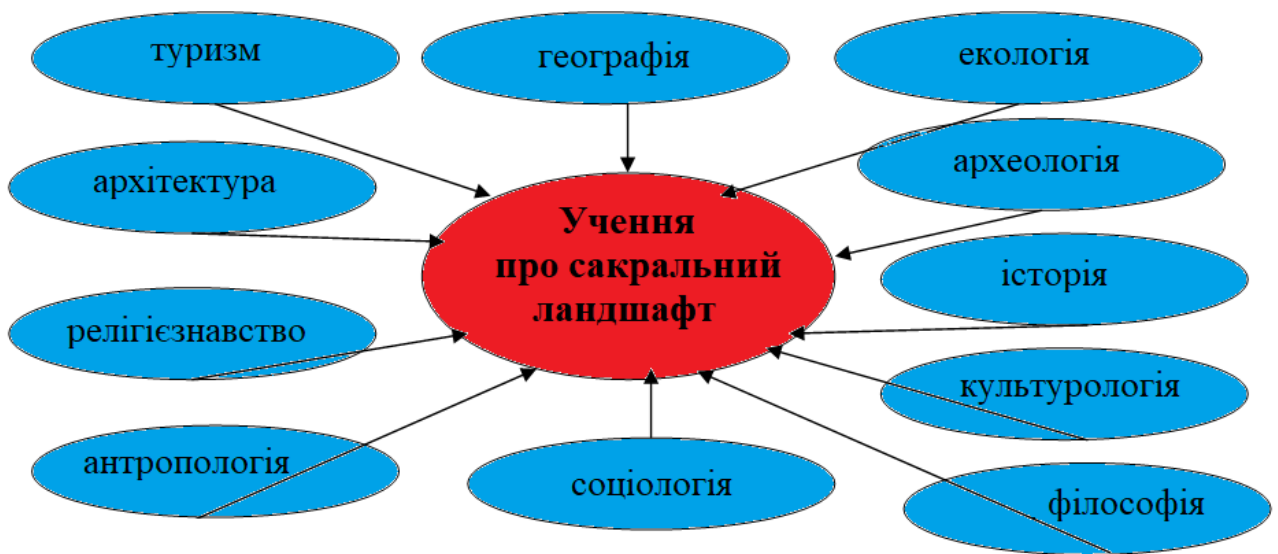 туризм
географія
екологія
архітектура
археологія
Учення
про сакральний
ландшафт
історія
релігієзнавство
культурологія
антропологія
соціологія
філософія